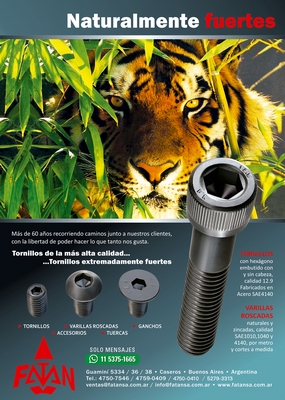 Naturalmente fuertes
Más de 60 años recorriendo caminos junto a nuestros clientes,
con la libertad de poder hacer lo que tanto nos gusta.
Tornillos de la más alta calidad...
...Tornillos extremadamente fuertes
TORNILLOS
VARILLAS ROSCADAS
GANCHOS
ACCESORIOS
TUERCAS
con hexágono
embutido con
y sin cabeza,
calidad 12.9
Fabricados en
Acero SAE4140
VARILLAS
ROSCADAS
naturales y
zincadas, calidad
SAE1010,1040 y
4140, por metro
y cortes a medida
SOLO MENSAJES
11 5375-1665
FATAN
Guaminí 5334 / 36 / 38 • Caseros • Buenos Aires • Argentina
Tel.: 4750-7546 / 4759-0409 / 4750-0410 / 5279-3313
ventas@fatansa.com.ar / info@fatansa.com.ar • www.fatansa.com.ar